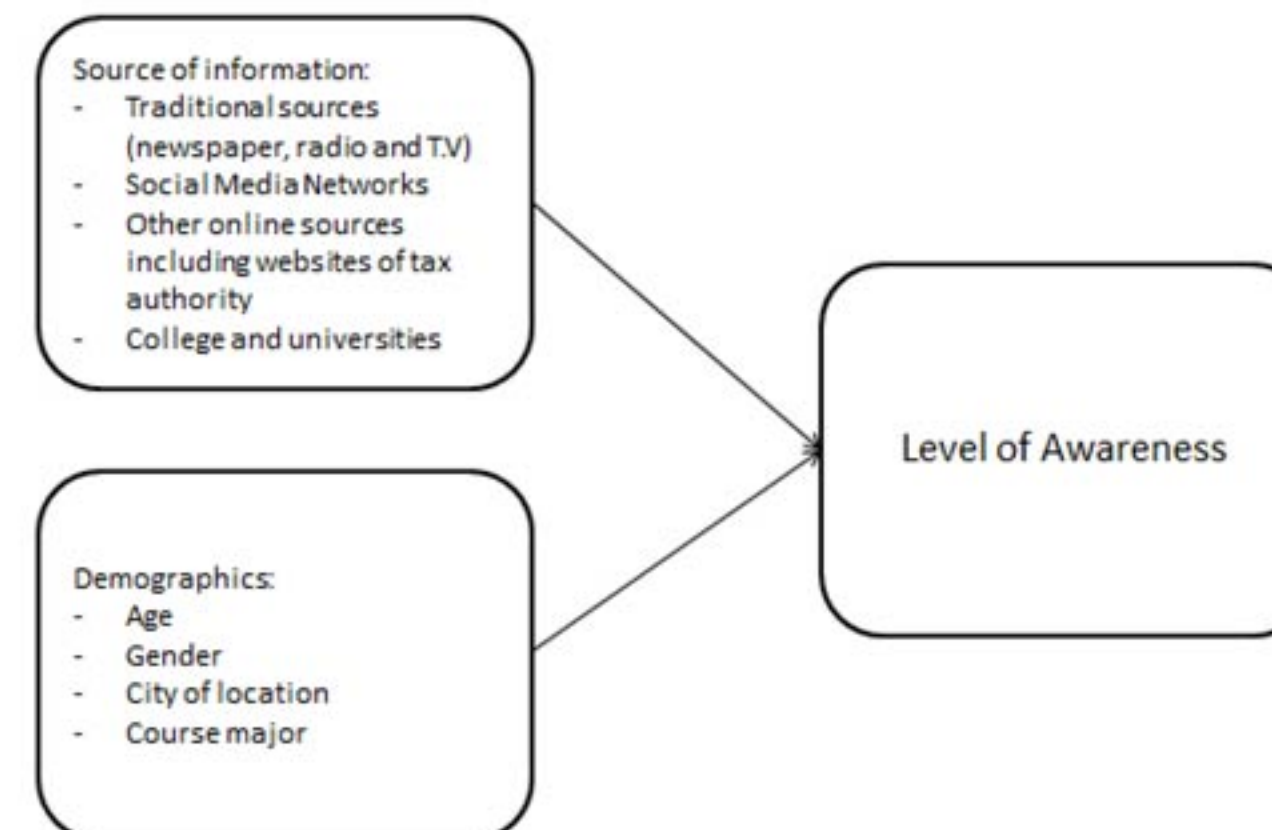 Source of information:
- Traditional sources
(newspaper, radio and T.V)
- Social Media Networks
- Other online sources
including websites of tax
authority
- College and universities
Level of Awareness
Demographics:
- Age
- Gender
- City of location
- Course major